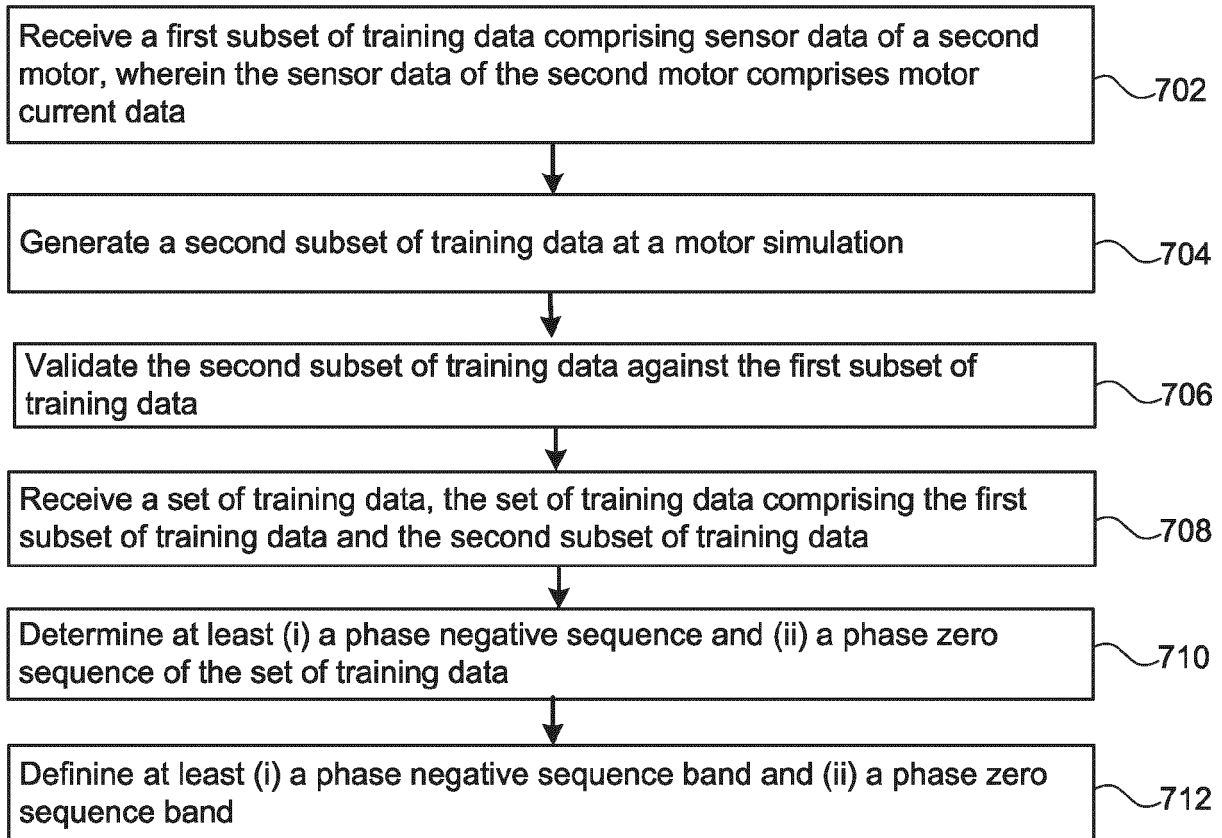 Receive a first subset of training data comprising sensor data of a second
motor, wherein the sensor data of the second motor comprises motor
current data
702
Generate a second subset of training data at a motor simulation
704
Validate the second subset of training data against the first subset of
training data
706
Receive a set of training data, the set of training data comprising the first
subset of training data and the second subset of training data
708
Determine at least (i) a phase negative sequence and (ii) a phase zero
sequence of the set of training data
710
Definine at least (i) a phase negative sequence band and (ii) a phase zero
sequence band
712